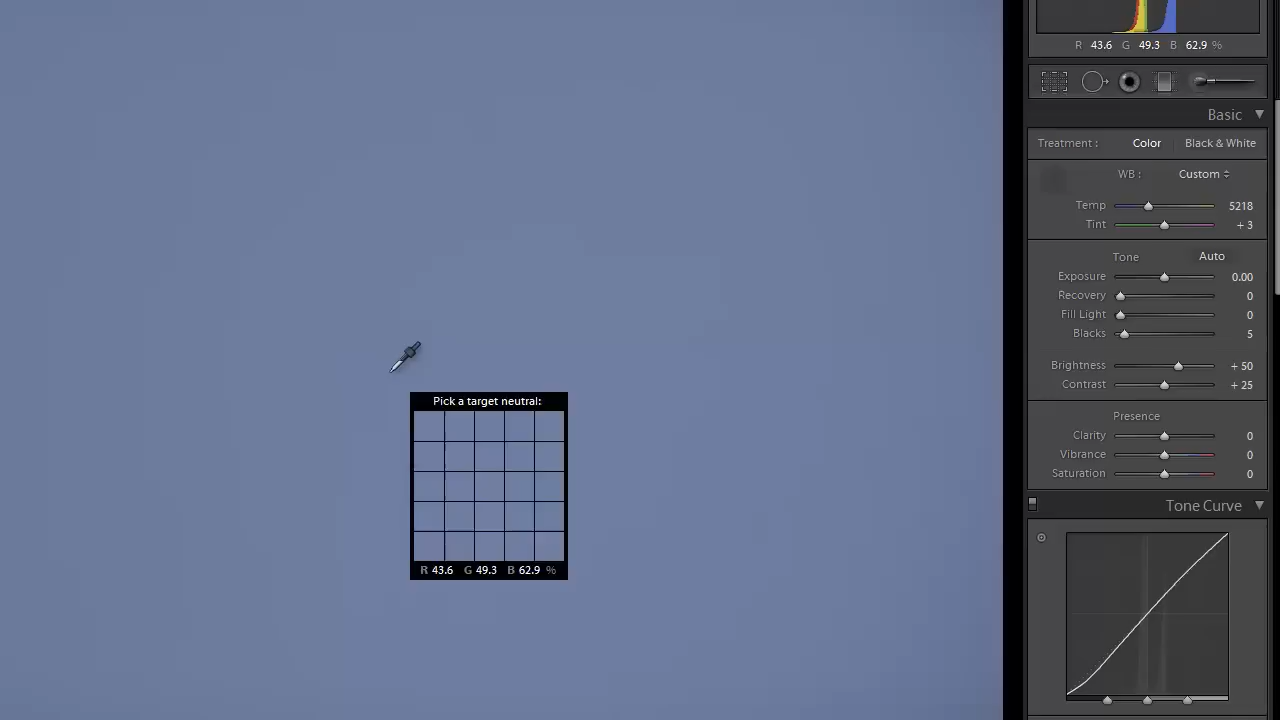 R 43.6 G 49.3 B 62.9 %
Basic
Treatment : Color Black & White
WB : Custom
Temp 5218
Tint + 3
Tone Auto
Exposure 0.00
Recovery 0
Fill Light 0
Blacks 5
Brightness + 50
Contrast + 25
Presence
Clarity 0
Vibrance 0
Saturation 0
Tone Curve
Pick a target neutral:
R 43.6 G 49.3 B 62.9 %